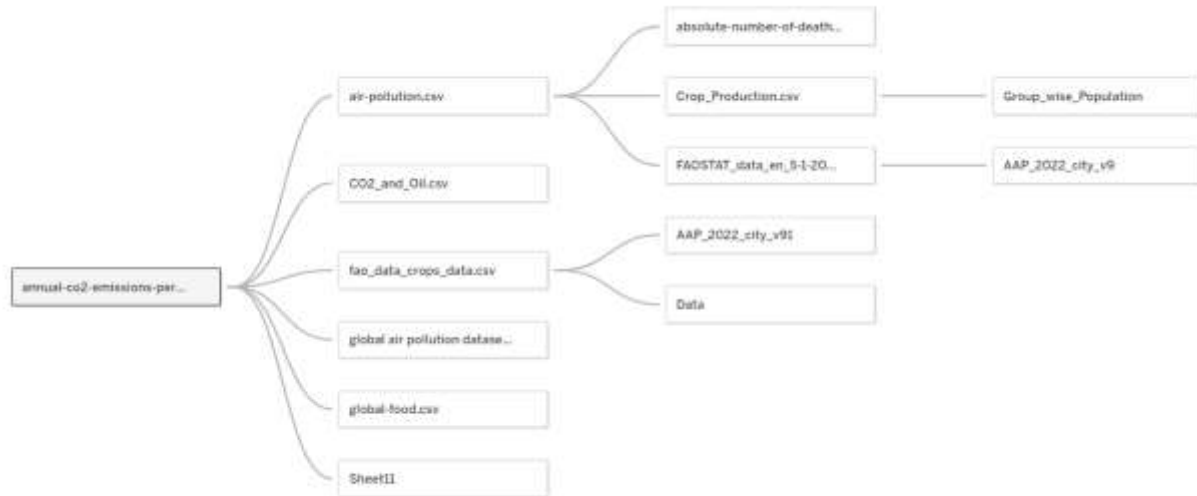 absolute-number-of-death...
air-pollution.csv
Crop_Production.csv
Group_wise_Population
FAOSTAT_data_en_5-1-20...
AAP_2022_city_v9
CO2_and_Oil.csv
AAP_2022_city_v91
fao_data_crops_data.csv
annual-co2-emissions-per...
Data
global air pollution datase...
global-food.csv
Sheet11